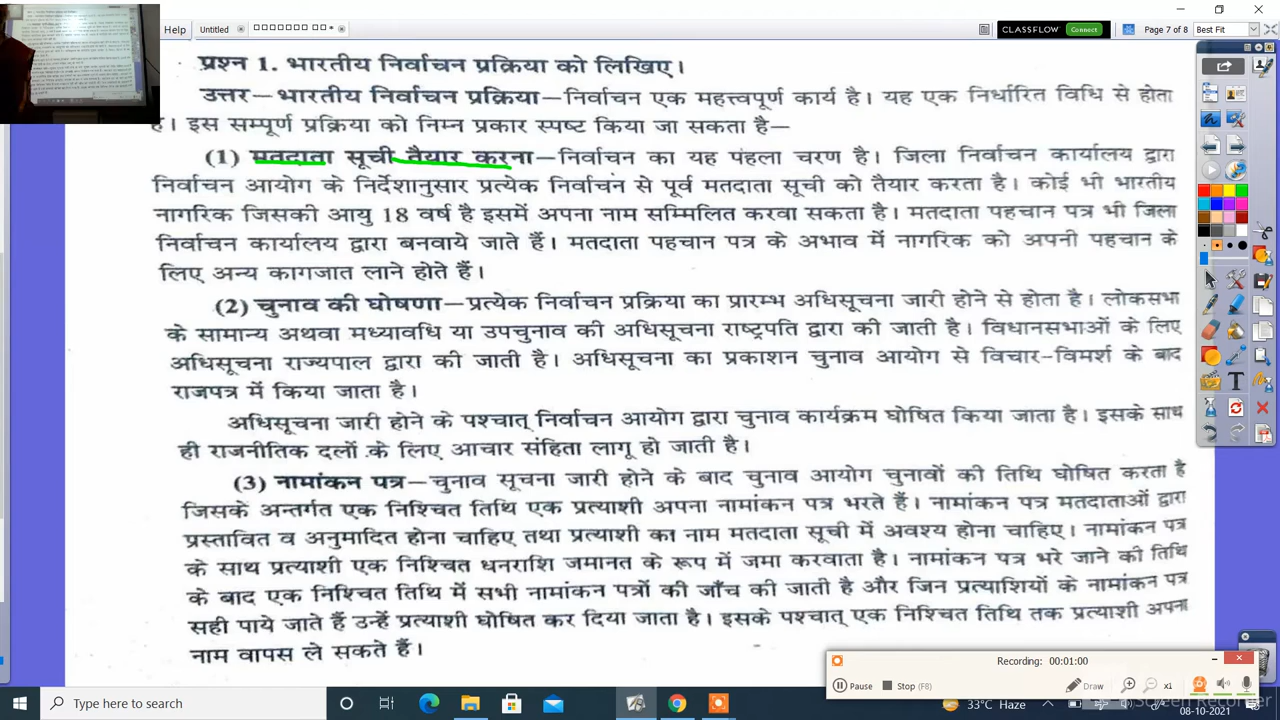 Help
CLASSFLOW Connect
Page 7 of 8 Best Fit
1. भारतीय निर्वाचन लिखिए।
निर्वाचन एक महत्त्वपूर्ण कार्य है। यह एक निर्धारित विधि से होता
है। इस सम्पूर्ण प्रक्रिया को निम्न प्रकार स्पष्ट किया जा सकता है—
(1) मतदाता सूची तैयार करना—निर्वाचन का यह पहला चरण है। जिला निर्वाचन कार्यालय द्वारा
निर्वाचन आयोग के निर्देशानुसार प्रत्येक निर्वाचन से पूर्व मतदाता सूची को तैयार करता है। कोई भी भारतीय
नागरिक जिसकी आयु 18 वर्ष है इसमें अपना नाम सम्मिलित करवा सकता है। मतदाता पहचान पत्र भी जिला
निर्वाचन कार्यालय द्वारा बनवाये जाते हैं। मतदाता पहचान पत्र के अभाव में नागरिक को अपनी पहचान के
लिए अन्य कागजात लाने होते हैं।
(2) चुनाव की घोषणा—प्रत्येक निर्वाचन प्रक्रिया का प्रारम्भ अधिसूचना जारी होने से होता है। लोकसभा
के सामान्य अथवा मध्यावधि या उपचुनाव की अधिसूचना राष्ट्रपति द्वारा की जाती है। विधानसभाओं के लिए
अधिसूचना राज्यपाल द्वारा की जाती है। अधिसूचना का प्रकाशन चुनाव आयोग से विचार-विमर्श के बाद
राजपत्र में किया जाता है।
अधिसूचना जारी होने के पश्चात् निर्वाचन आयोग द्वारा चुनाव कार्यक्रम घोषित किया जाता है। इसके साथ
ही राजनीतिक दलों के लिए आचार संहिता लागू हो जाती है।
(3) नामांकन पत्र—चुनाव सूचना जारी होने के बाद चुनाव आयोग चुनावों की तिथि घोषित करता है
जिसके अन्तर्गत एक निश्चित तिथि एक प्रत्याशी अपना नामांकन पत्र भरते हैं। नामांकन पत्र मतदाताओं द्वारा
प्रस्तावित व अनुमादित होना चाहिए तथा प्रत्याशी का नाम मतदाता सूची में अवश्य होना चाहिए। नामांकन पत्र
के साथ प्रत्याशी एक निश्चित धनराशि जमानत के रूप में जमा करवाता है। नामांकन पत्र भरे जाने की तिथि
के बाद एक निश्चित तिथि में सभी नामांकन पत्रों की जाँच की जाती है और जिन प्रत्याशियों के नामांकन पत्र
सही पाये जाते हैं उन्हें प्रत्याशी घोषित कर दिया जाता है। इसके पश्चात् एक निश्चित तिथि तक प्रत्याशी अपना
नाम वापस ले सकते हैं।
Recording: 00:01:00
Pause Stop (F8) Draw x1
Type here to search
33°C Haze
08-10-2021